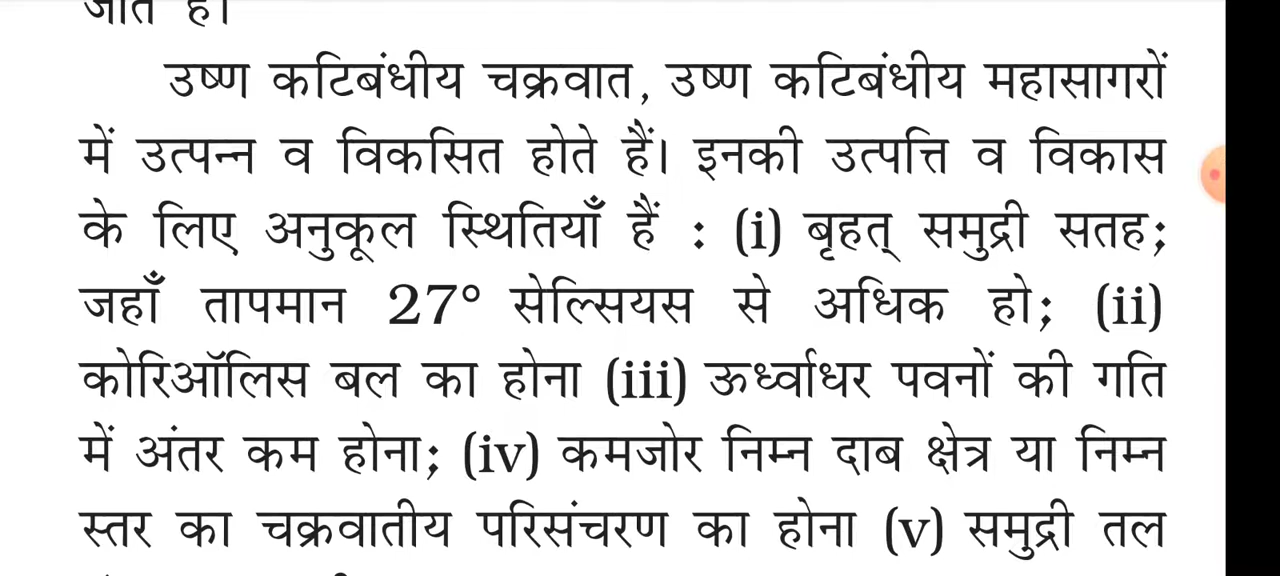 उष्ण कटिबंधीय चक्रवात, उष्ण कटिबंधीय महासागरों
में उत्पन्न व विकसित होते हैं। इनकी उत्पत्ति व विकास
के लिए अनुकूल स्थितियाँ हैं : (i) बृहत् समुद्री सतह;
जहाँ तापमान 27° सेल्सियस से अधिक हो; (ii)
कोरिऑलिस बल का होना (iii) ऊर्ध्वाधर पवनों की गति
में अंतर कम होना; (iv) कमजोर निम्न दाब क्षेत्र या निम्न
स्तर का चक्रवातीय परिसंचरण का होना (v) समुद्री तल